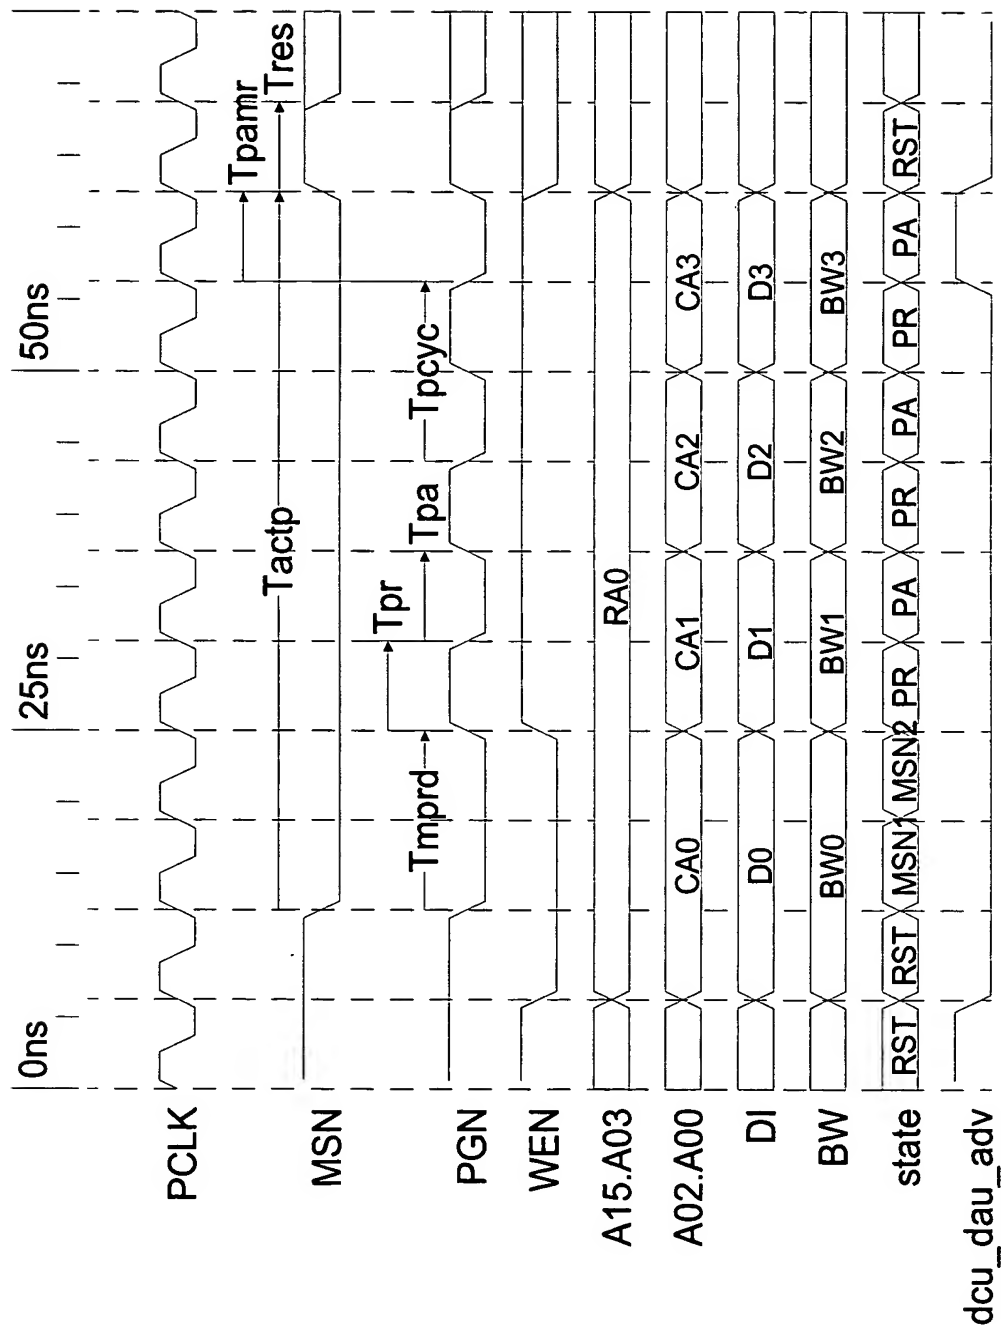 0ns 25ns 50ns
PCLK
Tpamr
MSN Tactp Tres
Tpr
PGN Tmprd Tpa Tpcyc
WEN
A15.A03 RA0
A02.A00 CA0 CA1 CA2 CA3
DI D0 D1 D2 D3
BW BW0 BW1 BW2 BW3
state RST RST MSN1 MSN2 PR PA PR PA PR PA RST
dcu_dau_adv